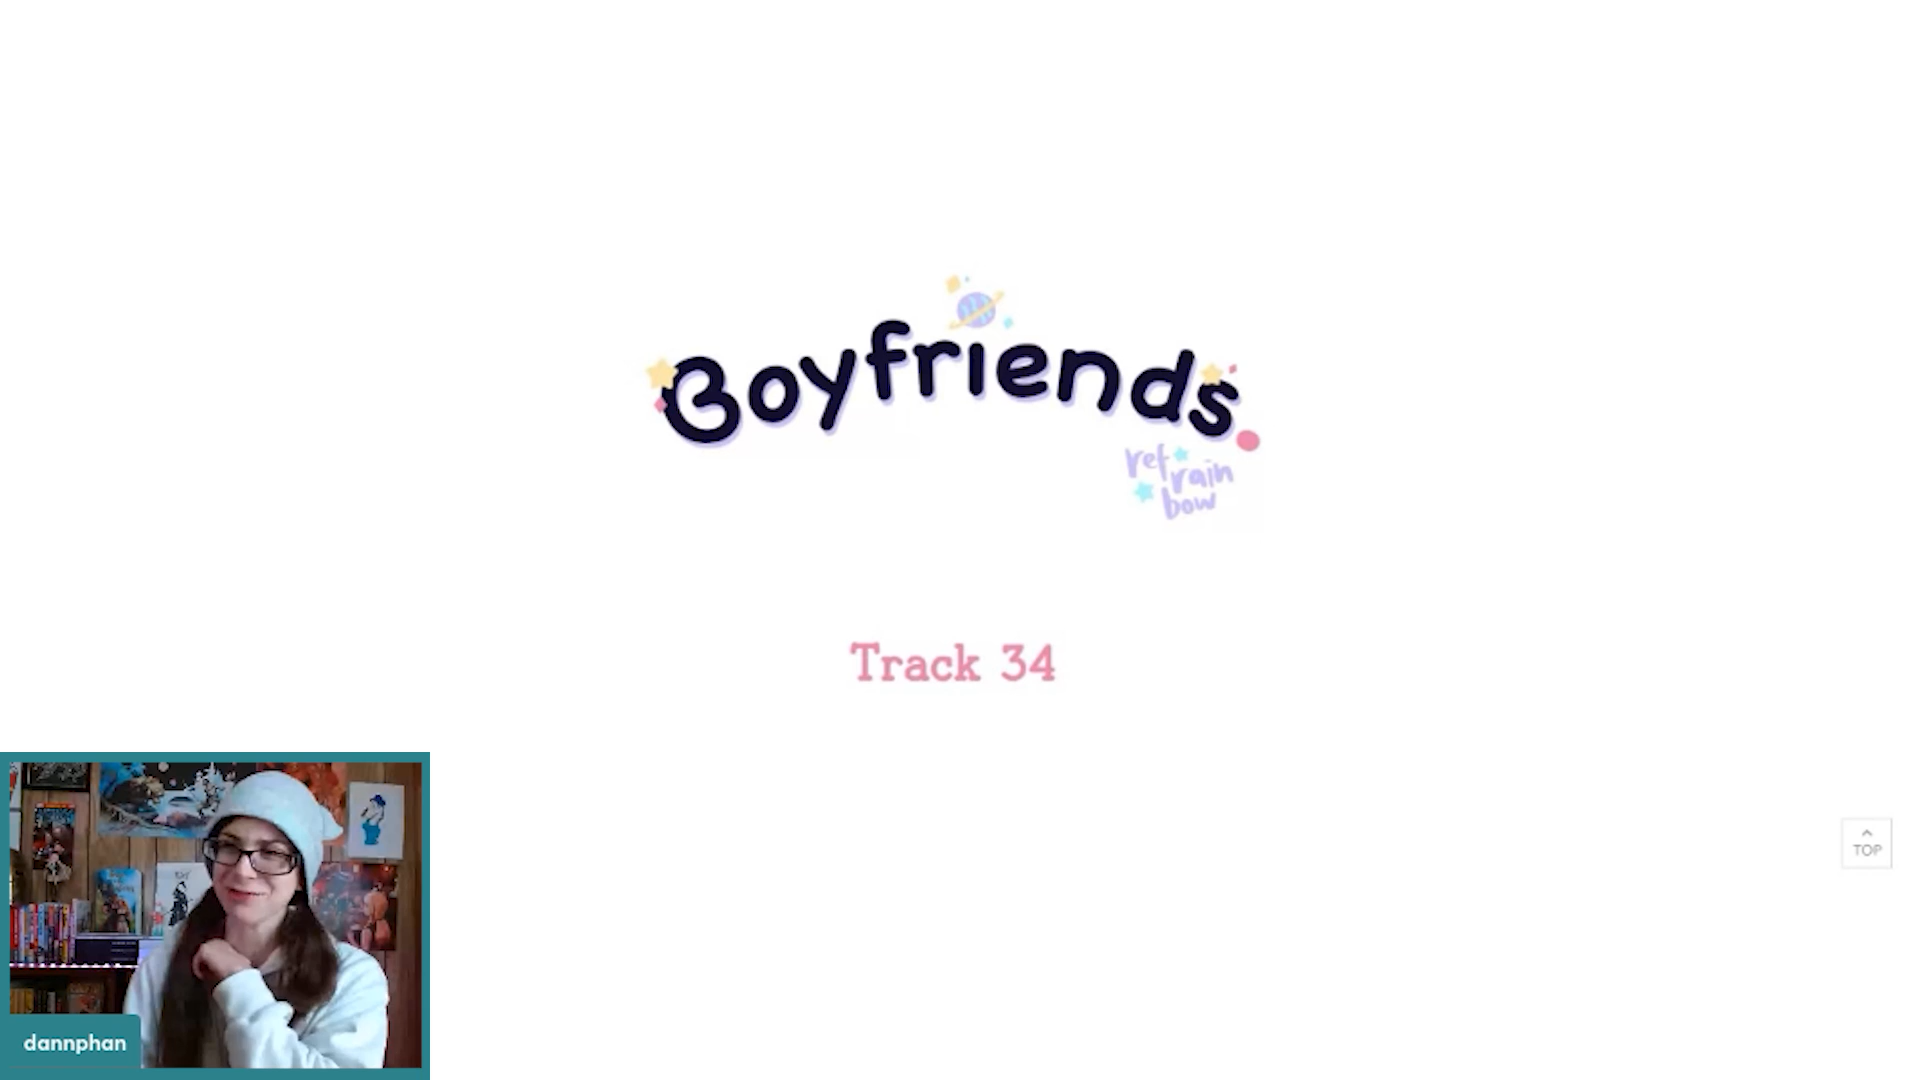 Boyfriends.
ref
rain
bow
Track 34
TOP
dannphan